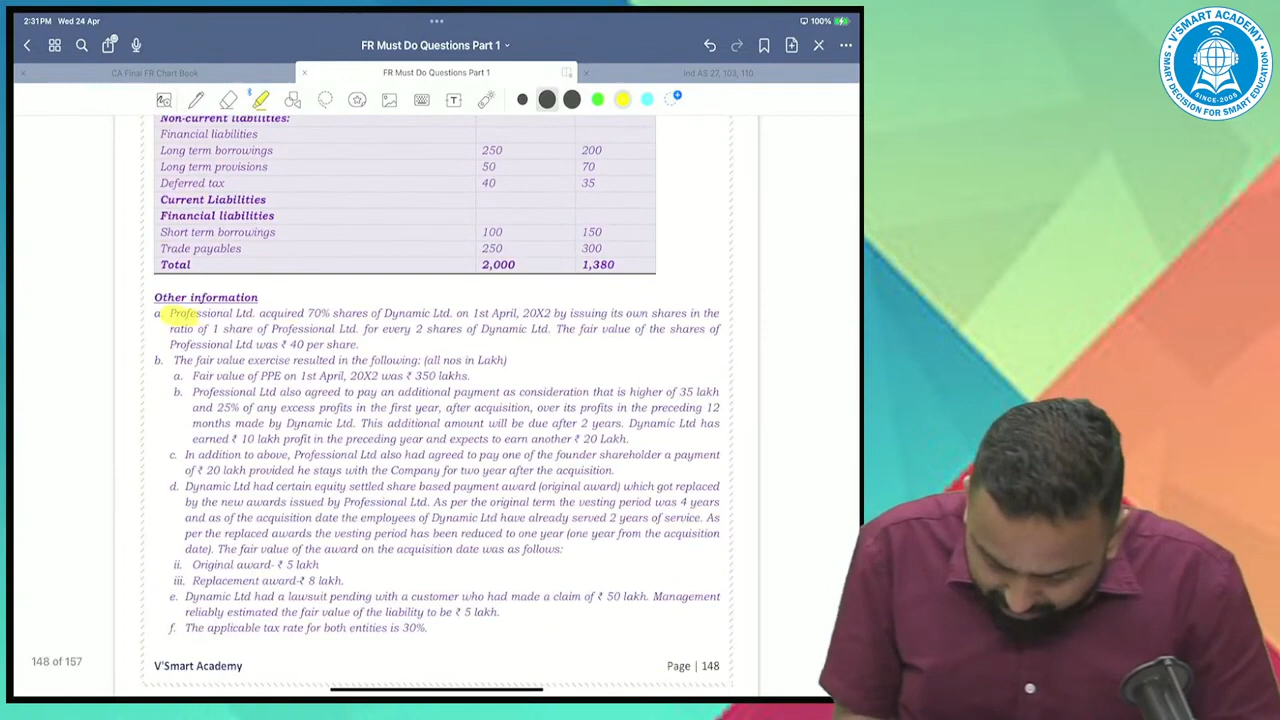 2:31PM Wed 24 Apr
100%
FR Must Do Questions Part 1
CA Final FR Chart Book
FR Must Do Questions Part 1
Ind AS 27, 103, 110
Non-current liabilities:
Financial liabilities
Long term borrowings 250 200
Long term provisions 50 70
Deferred tax 40 35
Current Liabilities
Financial liabilities
Short term borrowings 100 150
Trade payables 250 300
Total 2,000 1,380
Other information
a. Professional Ltd. acquired 70% shares of Dynamic Ltd. on 1st April, 20X2 by issuing its own shares in the
ratio of 1 share of Professional Ltd. for every 2 shares of Dynamic Ltd. The fair value of the shares of
Professional Ltd was ₹ 40 per share.
b. The fair value exercise resulted in the following: (all nos in Lakh)
a. Fair value of PPE on 1st April, 20X2 was ₹ 350 lakhs.
b. Professional Ltd also agreed to pay an additional payment as consideration that is higher of 35 lakh
and 25% of any excess profits in the first year, after acquisition, over its profits in the preceding 12
months made by Dynamic Ltd. This additional amount will be due after 2 years. Dynamic Ltd has
earned ₹ 10 lakh profit in the preceding year and expects to earn another ₹ 20 Lakh.
c. In addition to above, Professional Ltd also had agreed to pay one of the founder shareholder a payment
of ₹ 20 lakh provided he stays with the Company for two year after the acquisition.
d. Dynamic Ltd had certain equity settled share based payment award (original award) which got replaced
by the new awards issued by Professional Ltd. As per the original term the vesting period was 4 years
and as of the acquisition date the employees of Dynamic Ltd have already served 2 years of service. As
per the replaced awards the vesting period has been reduced to one year (one year from the acquisition
date). The fair value of the award on the acquisition date was as follows:
ii. Original award- ₹ 5 lakh
iii. Replacement award-₹ 8 lakh.
e. Dynamic Ltd had a lawsuit pending with a customer who had made a claim of ₹ 50 lakh. Management
reliably estimated the fair value of the liability to be ₹ 5 lakh.
f. The applicable tax rate for both entities is 30%.
148 of 157
V'Smart Academy Page | 148
V'SMART ACADEMY
SINCE-2005
SMART DECISION FOR SMART EDUCATION